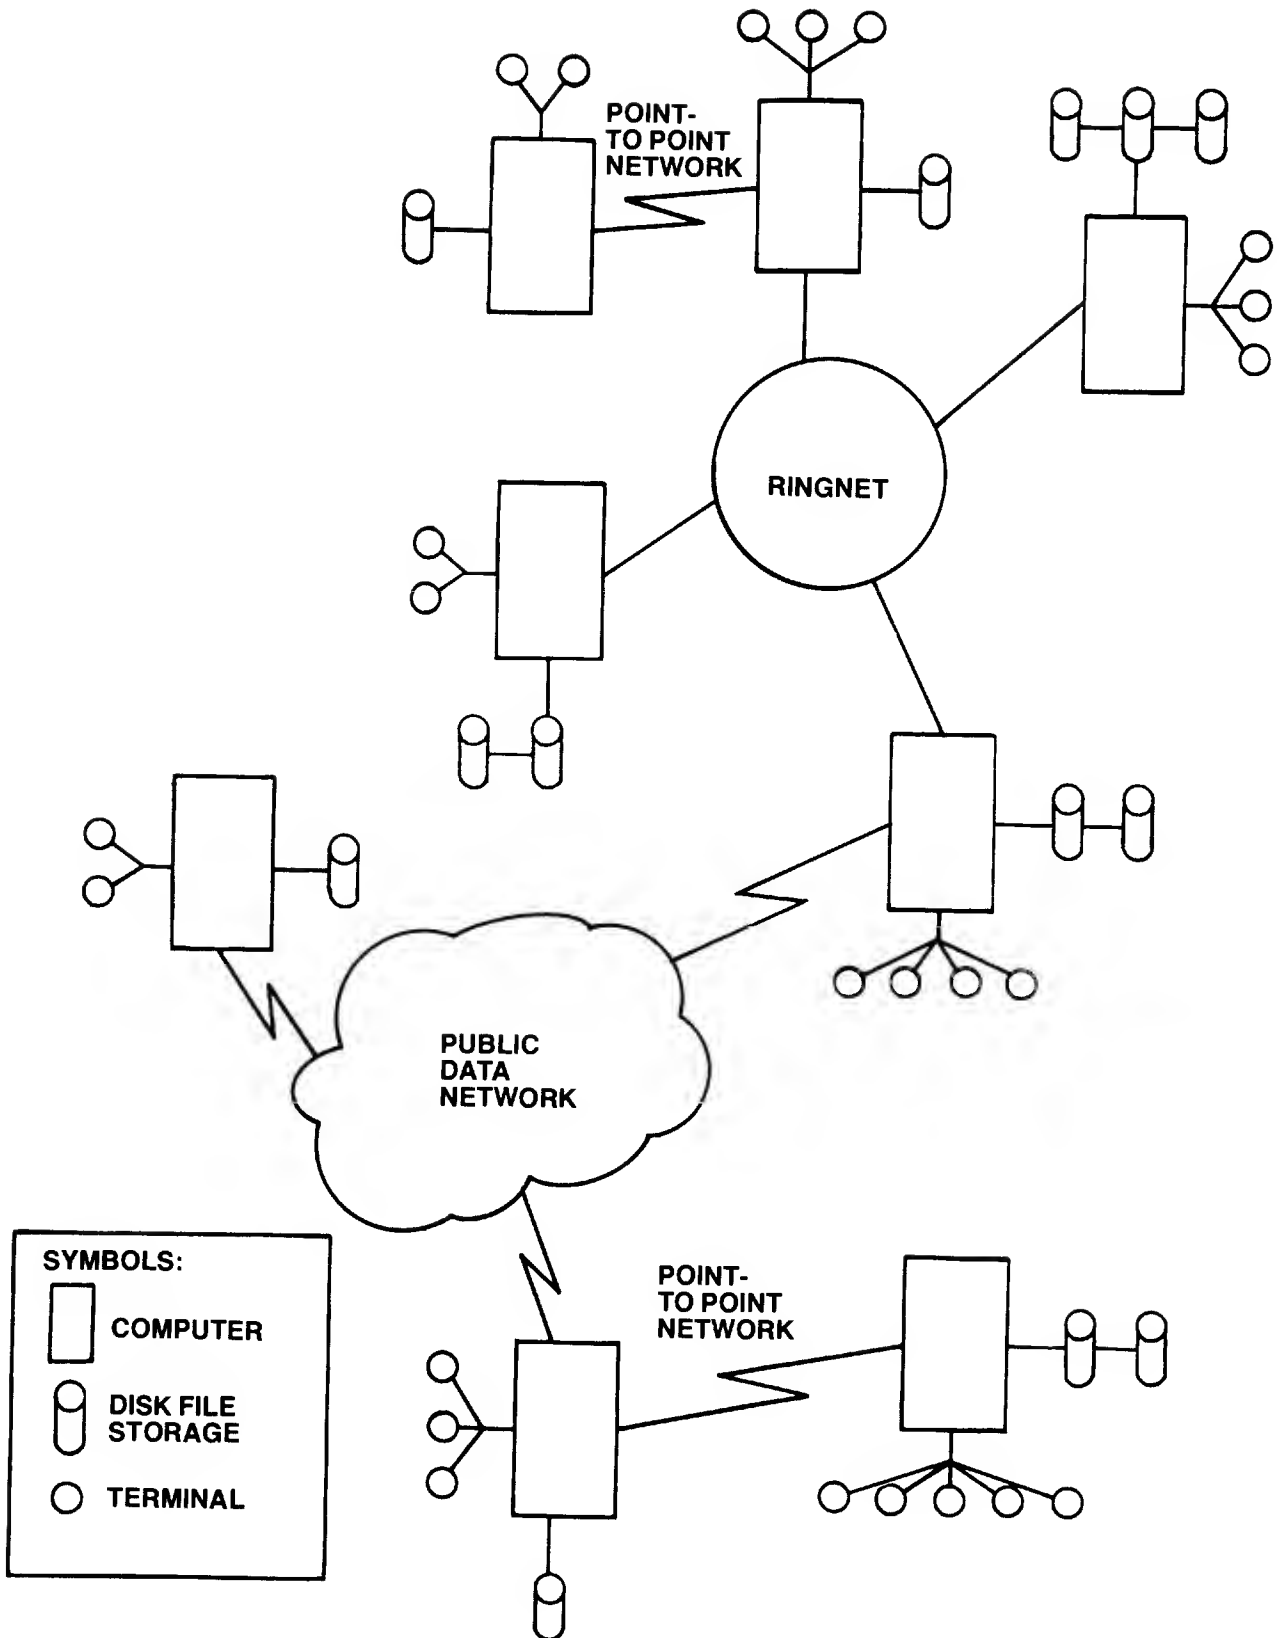 POINT-
TO POINT
NETWORK
RINGNET
PUBLIC
DATA
NETWORK
SYMBOLS:
COMPUTER
DISK FILE
STORAGE
TERMINAL
POINT-
TO POINT
NETWORK